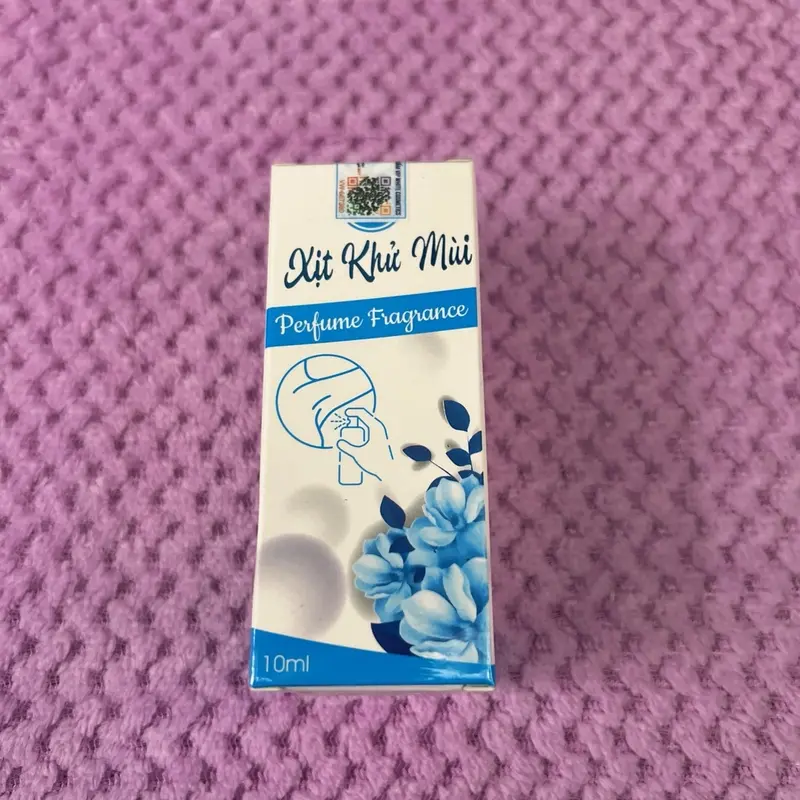 Xịt Khử Mùi
Perfume Fragrance
10ml